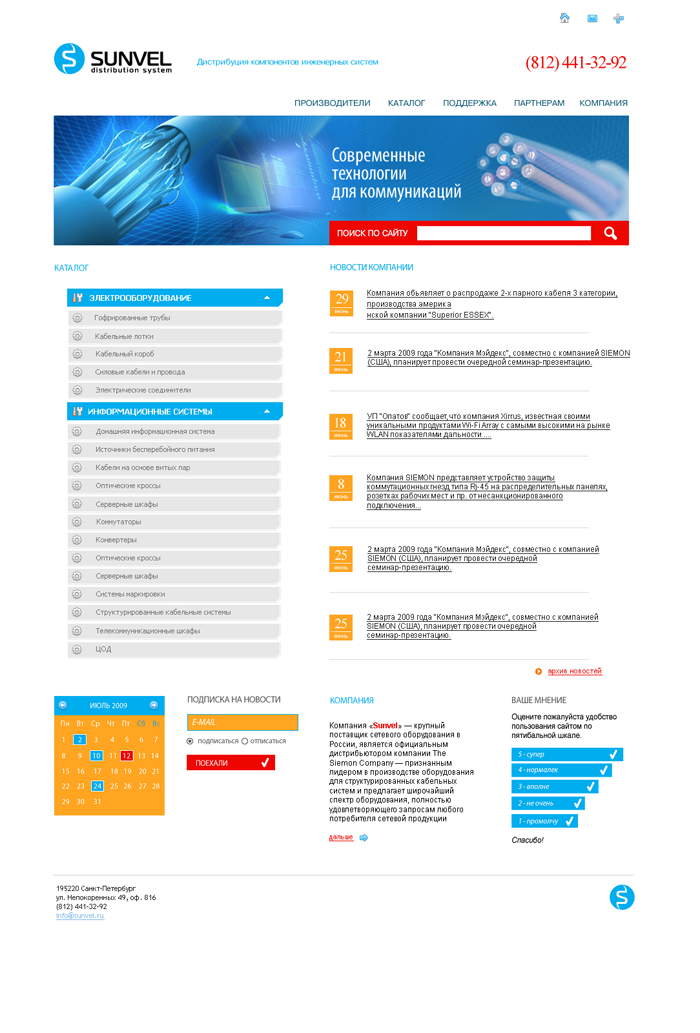 SUNVEL
distribution system
Дистрибуция компонентов инженерных систем
(812) 441-32-92
ПРОИЗВОДИТЕЛИ КАТАЛОГ ПОДДЕРЖКА ПАРТНЕРАМ КОМПАНИЯ
Современные
технологии
для коммуникаций
ПОИСК ПО САЙТУ
КАТАЛОГ
ЭЛЕКТРООБОРУДОВАНИЕ
Гофрированные трубы
Кабельные лотки
Кабельный короб
Силовые кабели и провода
Электрические соединители
ИНФОРМАЦИОННЫЕ СИСТЕМЫ
Домашняя информационная система
Источники бесперебойного питания
Кабели на основе витых пар
Оптические кроссы
Серверные шкафы
Коммутаторы
Конвертеры
Оптические кроссы
Серверные шкафы
Системы маркировки
Структурированные кабельные системы
Телекоммуникационные шкафы
ЦОД
НОВОСТИ КОМПАНИИ
29
июнь
Компания обьявляет о распродаже 2-х парного кабеля 3 категории,
производства америка
нской компании "Superior ESSEX".
21
июнь
2 марта 2009 года "Компания Мэйдекс", совместно с компанией SIEMON
(США), планирует провести очередной семинар-презентацию.
18
июнь
УП "Опатов" сообщает,что компания Xirrus, известная своими
уникальными продуктами Wi-Fi Array с самыми высокими на рынке
WLAN показателями дальности ....
8
июнь
Компания SIEMON представляет устройство защиты
коммутационных гнезд типа Rj-45 на распределительных панелях,
розетках рабочих мест и пр. от несанкционированного
подключения...
25
июнь
2 марта 2009 года "Компания Мэйдекс", совместно с компанией
SIEMON (США), планирует провести очередной
семинар-презентацию.
25
июнь
2 марта 2009 года "Компания Мэйдекс", совместно с компанией
SIEMON (США), планирует провести очередной
семинар-презентацию.
архив новостей
ИЮЛЬ 2009
Пн Вт Ср Чт Пт Сб Вс
1 2 3 4 5 6 7
8 9 10 11 12 13 14
15 16 17 18 19 20 21
22 23 24 25 26 27 28
29 30 31
ПОДПИСКА НА НОВОСТИ
E-MAIL
подписаться отписаться
ПОЕХАЛИ
КОМПАНИЯ
Компания «Sunvel» — крупный
поставщик сетевого оборудования в
России, является официальным
дистрибьютором компании The
Siemon Company — признанным
лидером в производстве оборудования
для структурированных кабельных
систем и предлагает широчайший
спектр оборудования, полностью
удовлетворяющего запросам любого
потребителя сетевой продукции
дальше
ВАШЕ МНЕНИЕ
Оцените пожалуйста удобство
пользования сайтом по
пятибальной шкале.
5 - супер
4 - нормалек
3 - вполне
2 - не очень
1 - промолчу
Спасибо!
195220 Санкт-Петербург
ул. Непокоренных 49, оф. 816
(812) 441-32-92
info@sunvel.ru